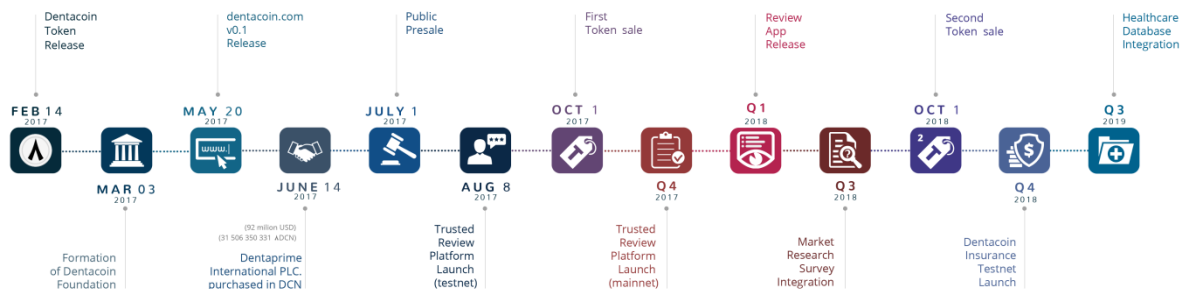 Dentacoin
Token
Release
FEB 14
2017
MAR 03
2017
Formation
of Dentacoin
Foundation
dentacoin.com
v0.1
Release
MAY 20
2017
www.
JUNE 14
2017
(92 milion USD)
(31 506 350 331 ٨DCN)
Dentaprime
International PLC.
purchased in DCN
Public
Presale
JULY 1
2017
AUG 8
2017
Trusted
Review
Platform
Launch
(testnet)
First
Token sale
OCT 1
2017
Q4
2017
Trusted
Review
Platform
Launch
(mainnet)
Review
App
Release
Q1
2018
Q3
2018
Market
Research
Survey
Integration
Second
Token sale
OCT 1
2018
2
Q4
2018
Dentacoin
Insurance
Testnet
Launch
Healthcare
Database
Integration
Q3
2019